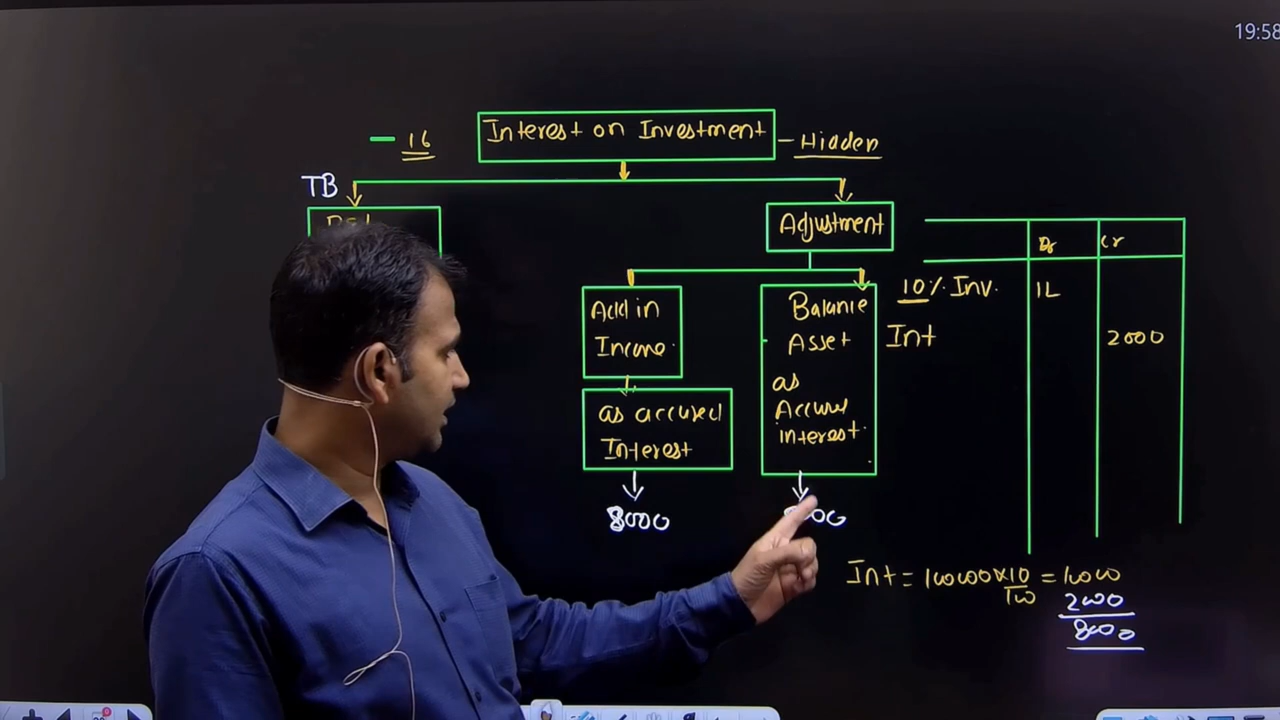 19:58
16
Interest on Investment
Hidden
TB
Adjustment
Dr
Cr
Add in
Income
as accrued
Interest
8000
Balance
Asset
as
Accrued
interest
10% Inv.
1L
Int
2000
Int = 100000×10/100 = 10000
2000
8000